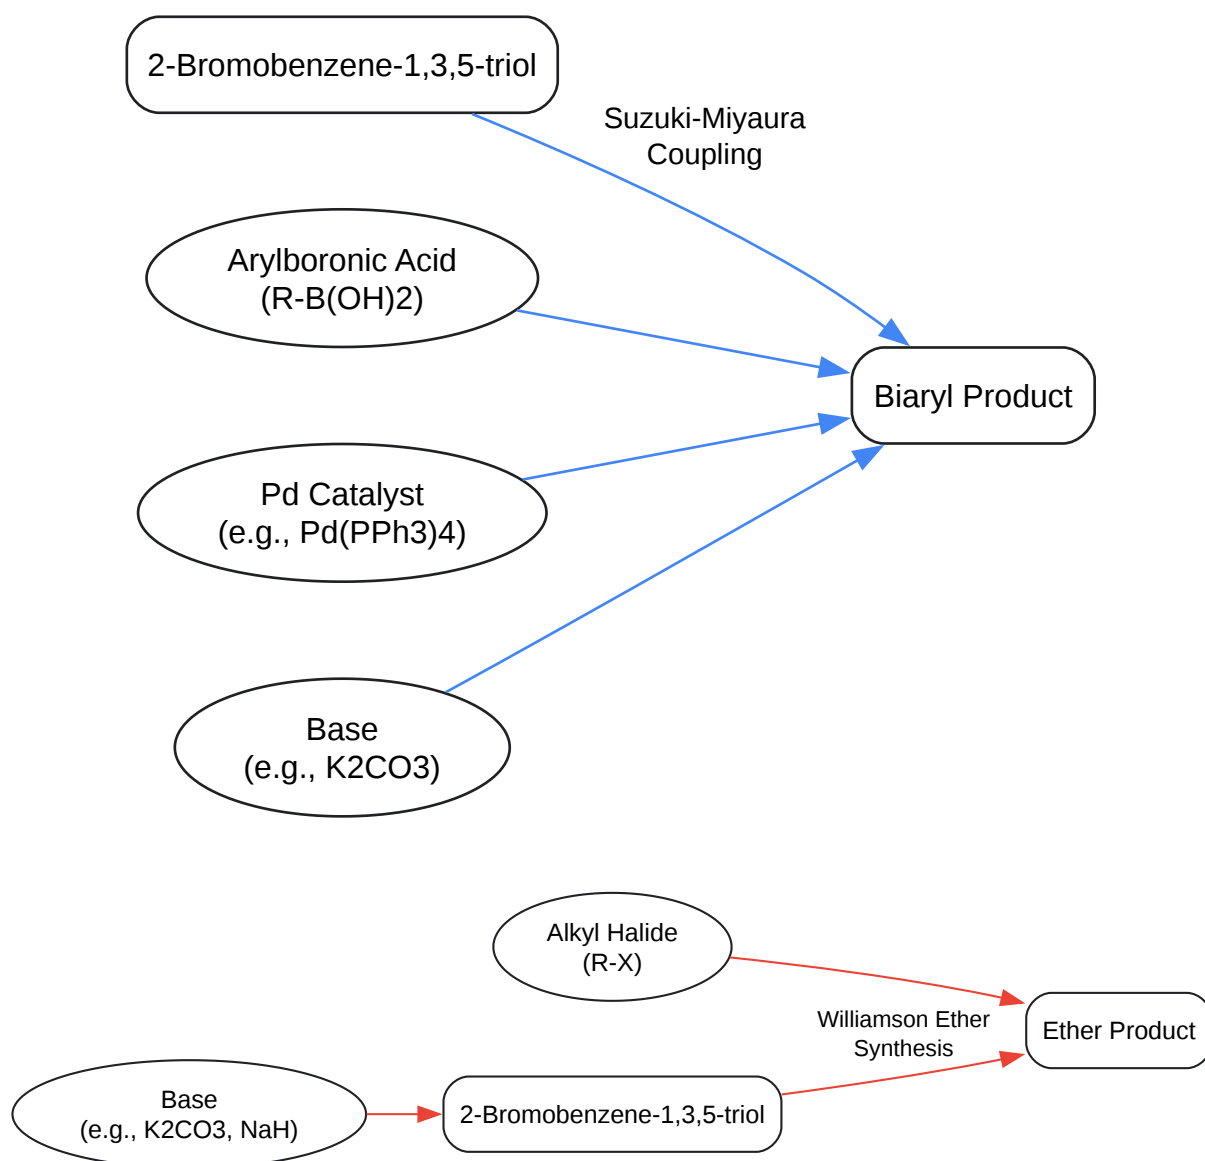 2-Bromobenzene-1,3,5-triol
Suzuki-Miyaura
Coupling
Arylboronic Acid
(R-B(OH)2)
Biaryl Product
Pd Catalyst
(e.g., Pd(PPh3)4)
Base
(e.g., K2CO3)
Alkyl Halide
(R-X)
Williamson Ether
Synthesis
Ether Product
Base
(e.g., K2CO3, NaH)
2-Bromobenzene-1,3,5-triol